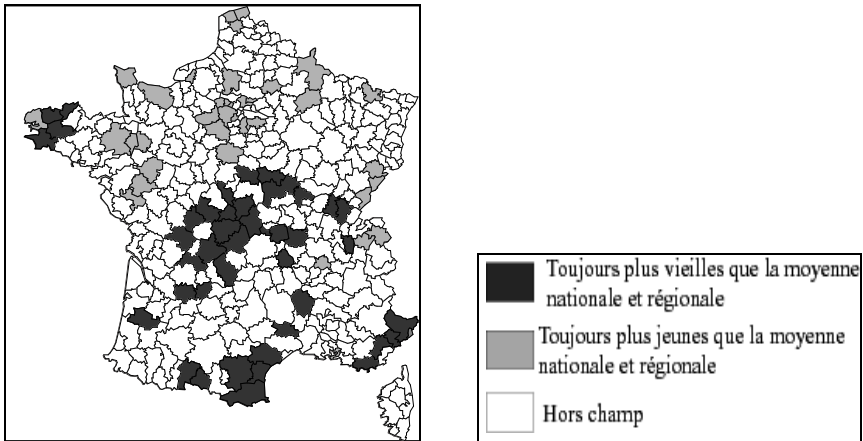 Toujours plus vieilles que la moyenne
nationale et régionale
Toujours plus jeunes que la moyenne
nationale et régionale
Hors champ